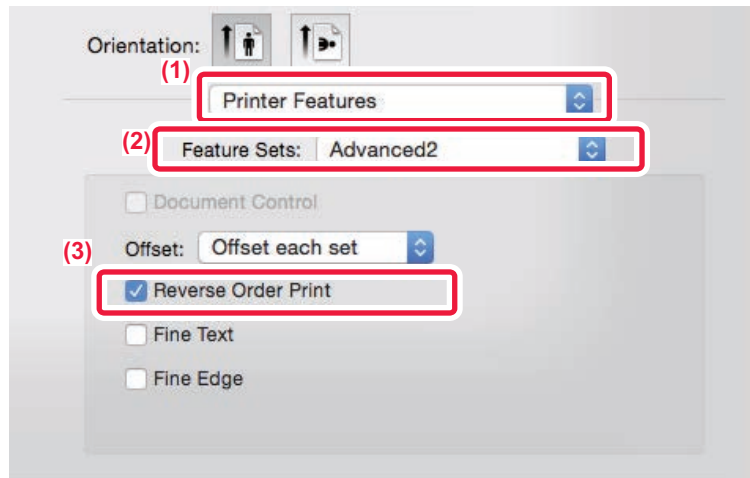 Orientation:
(1)
Printer Features
(2)
Feature Sets: Advanced2
Document Control
(3)
Offset: Offset each set
Reverse Order Print
Fine Text
Fine Edge